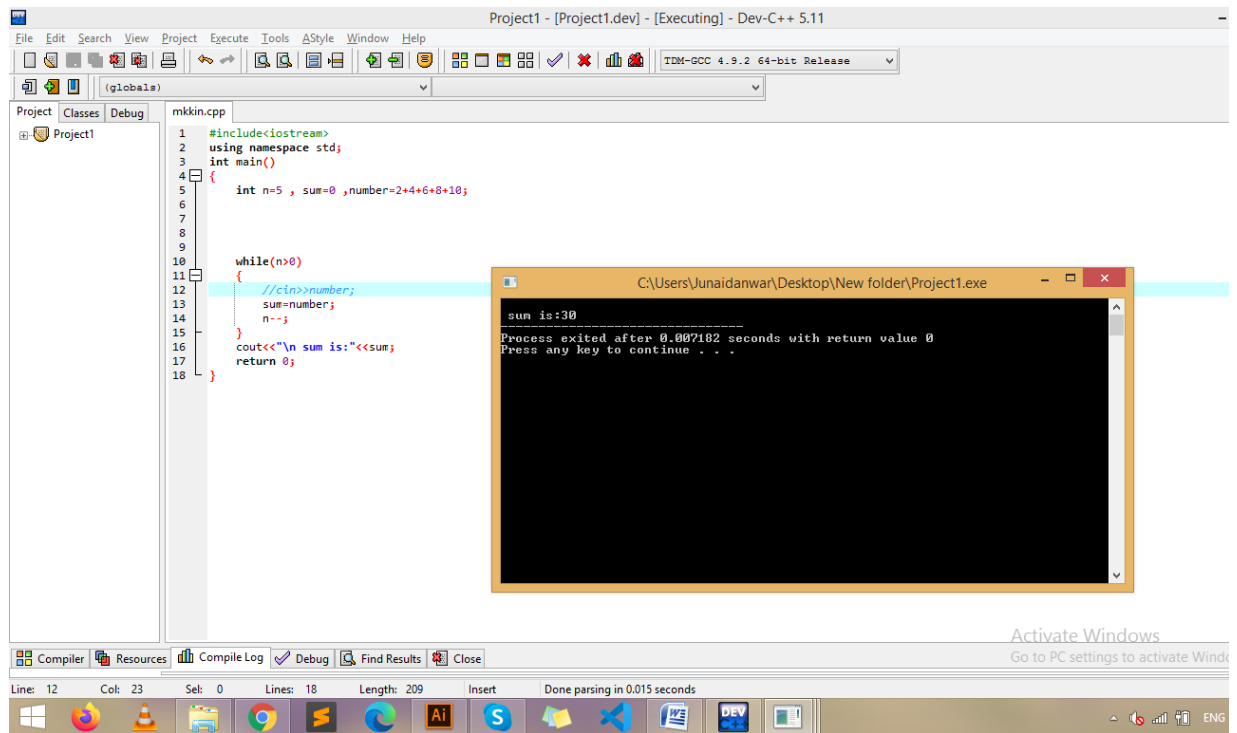 Project1 - [Project1.dev] - [Executing] - Dev-C++ 5.11
File Edit Search View Project Execute Tools AStyle Window Help
TDM-GCC 4.9.2 64-bit Release
(globals)
Project Classes Debug
mkkin.cpp
Project1
1 #include<iostream>
2 using namespace std;
3 int main()
4 {
5 int n=5 , sum=0 ,number=2+4+6+8+10;
6
7
8
9
10 while(n>0)
11 {
12 //cin>>number;
13 sum=number;
14 n--;
15 }
16 cout<<"\n sum is:"<<sum;
17 return 0;
18 }
C:\Users\Junaidanwar\Desktop\New folder\Project1.exe
sum is:30
--------------------------------
Process exited after 0.007182 seconds with return value 0
Press any key to continue . . .
Activate Windows
Go to PC settings to activate Windo
Compiler Resources Compile Log Debug Find Results Close
Line: 12 Col: 23 Sel: 0 Lines: 18 Length: 209 Insert Done parsing in 0.015 seconds
Ai S W DEV C++ ENG